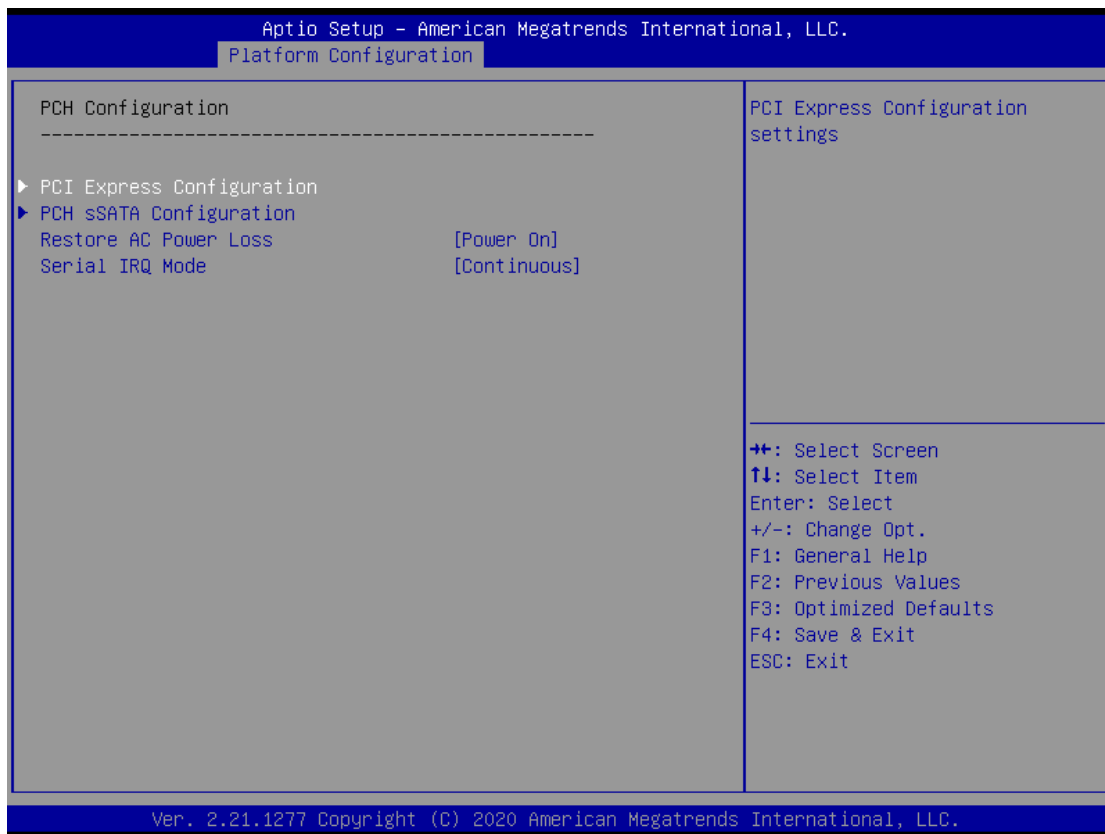 Aptio Setup – American Megatrends International, LLC.
Platform Configuration
PCH Configuration
--------------------------------------------------
PCI Express Configuration
PCH sSATA Configuration
Restore AC Power Loss [Power On]
Serial IRQ Mode [Continuous]
PCI Express Configuration
settings
→←: Select Screen
↑↓: Select Item
Enter: Select
+/-: Change Opt.
F1: General Help
F2: Previous Values
F3: Optimized Defaults
F4: Save & Exit
ESC: Exit
Ver. 2.21.1277 Copyright (C) 2020 American Megatrends International, LLC.